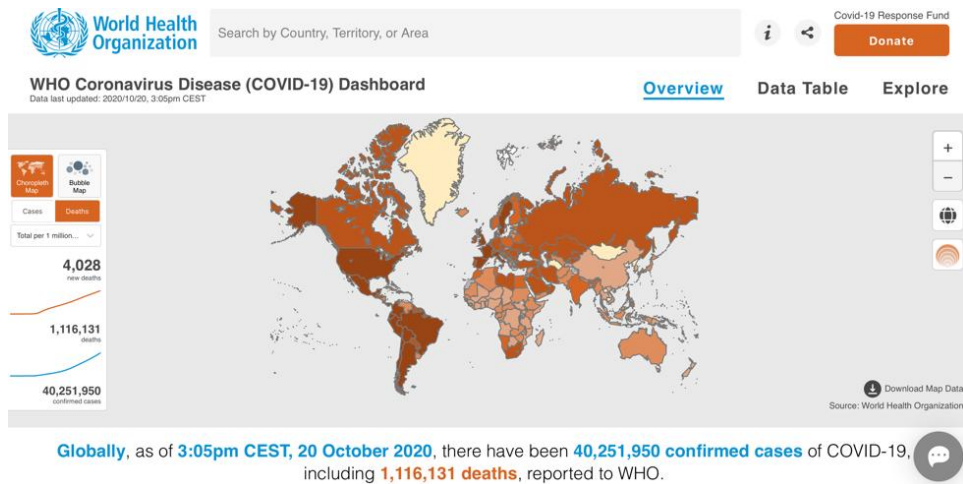 World Health
Organization
Search by Country, Territory, or Area
i
Covid-19 Response Fund
Donate
WHO Coronavirus Disease (COVID-19) Dashboard
Data last updated: 2020/10/20, 3:05pm CEST
Overview
Data Table
Explore
Choropleth
Map
Bubble
Map
Cases
Deaths
Total per 1 million...
4,028
new deaths
1,116,131
deaths
40,251,950
confirmed cases
+
−
Download Map Data
Source: World Health Organization
Globally, as of 3:05pm CEST, 20 October 2020, there have been 40,251,950 confirmed cases of COVID-19,
including 1,116,131 deaths, reported to WHO.